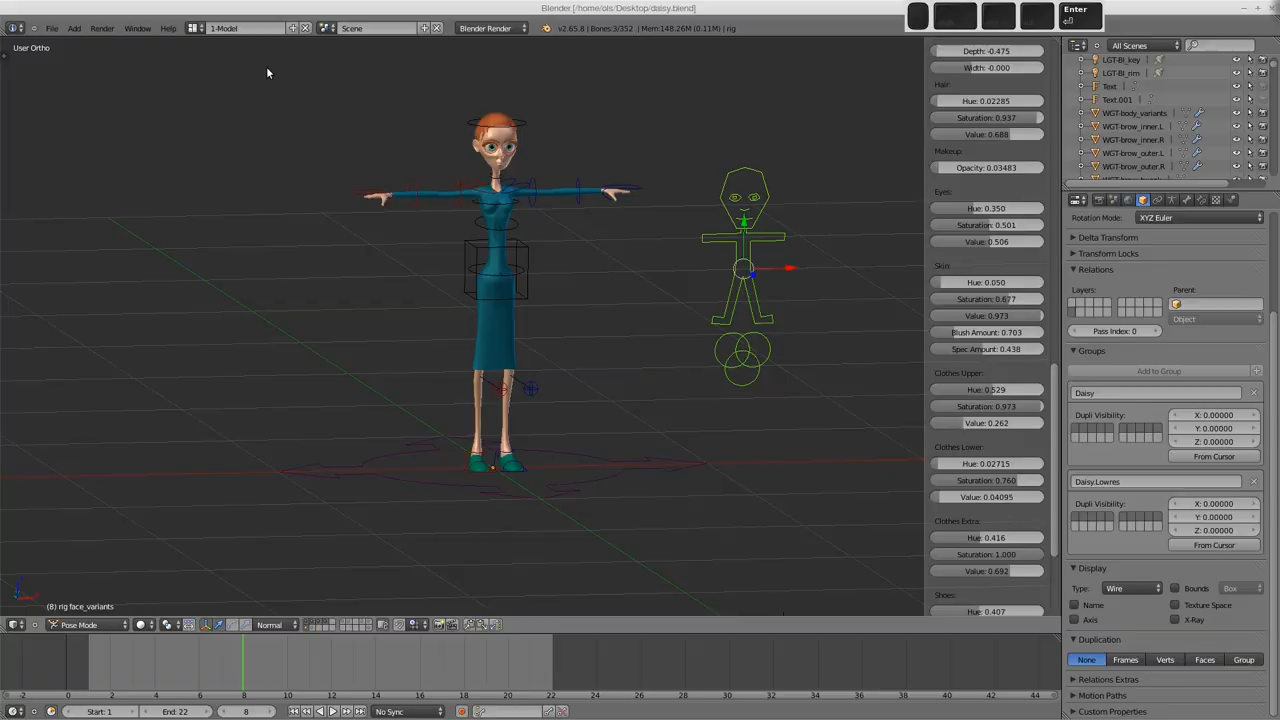 Blender [/home/ols/Desktop/daisy.blend]
Enter
File
Add
Render
Window
Help
1-Model
Scene
Blender Render
v2.65.8 | Bones:3/352 | Mem:148.26M (0.11M) | rig
User Ortho
(8) rig face_variants
Depth: -0.475
Width: -0.000
Hair:
Hue: 0.02285
Saturation: 0.937
Value: 0.688
Makeup:
Opacity: 0.03483
Eyes:
Hue: 0.350
Saturation: 0.501
Value: 0.506
Skin:
Hue: 0.050
Saturation: 0.677
Value: 0.973
Blush Amount: 0.703
Spec Amount: 0.438
Clothes Upper:
Hue: 0.529
Saturation: 0.973
Value: 0.262
Clothes Lower:
Hue: 0.02715
Saturation: 0.760
Value: 0.04095
Clothes Extra:
Hue: 0.416
Saturation: 1.000
Value: 0.692
Shoes:
Hue: 0.407
All Scenes
LGT-BI_key
LGT-BI_rim
Text
Text.001
WGT-body_variants
WGT-brow_inner.L
WGT-brow_inner.R
WGT-brow_outer.L
WGT-brow_outer.R
Rotation Mode:
XYZ Euler
Delta Transform
Transform Locks
Relations
Layers:
Parent:
Object
Pass Index: 0
Groups
Add to Group
Daisy
Dupli Visibility:
X: 0.00000
Y: 0.00000
Z: 0.00000
From Cursor
Daisy.Lowres
Dupli Visibility:
X: 0.00000
Y: 0.00000
Z: 0.00000
From Cursor
Display
Type:
Wire
Bounds
Box
Name
Texture Space
Axis
X-Ray
Duplication
None
Frames
Verts
Faces
Group
Relations Extras
Motion Paths
Custom Properties
Pose Mode
Normal
-2 0 2 4 6 8 10 12 14 16 18 20 22 24 26 28 30 32 34 36 38 40 42 44
Start: 1
End: 22
8
No Sync